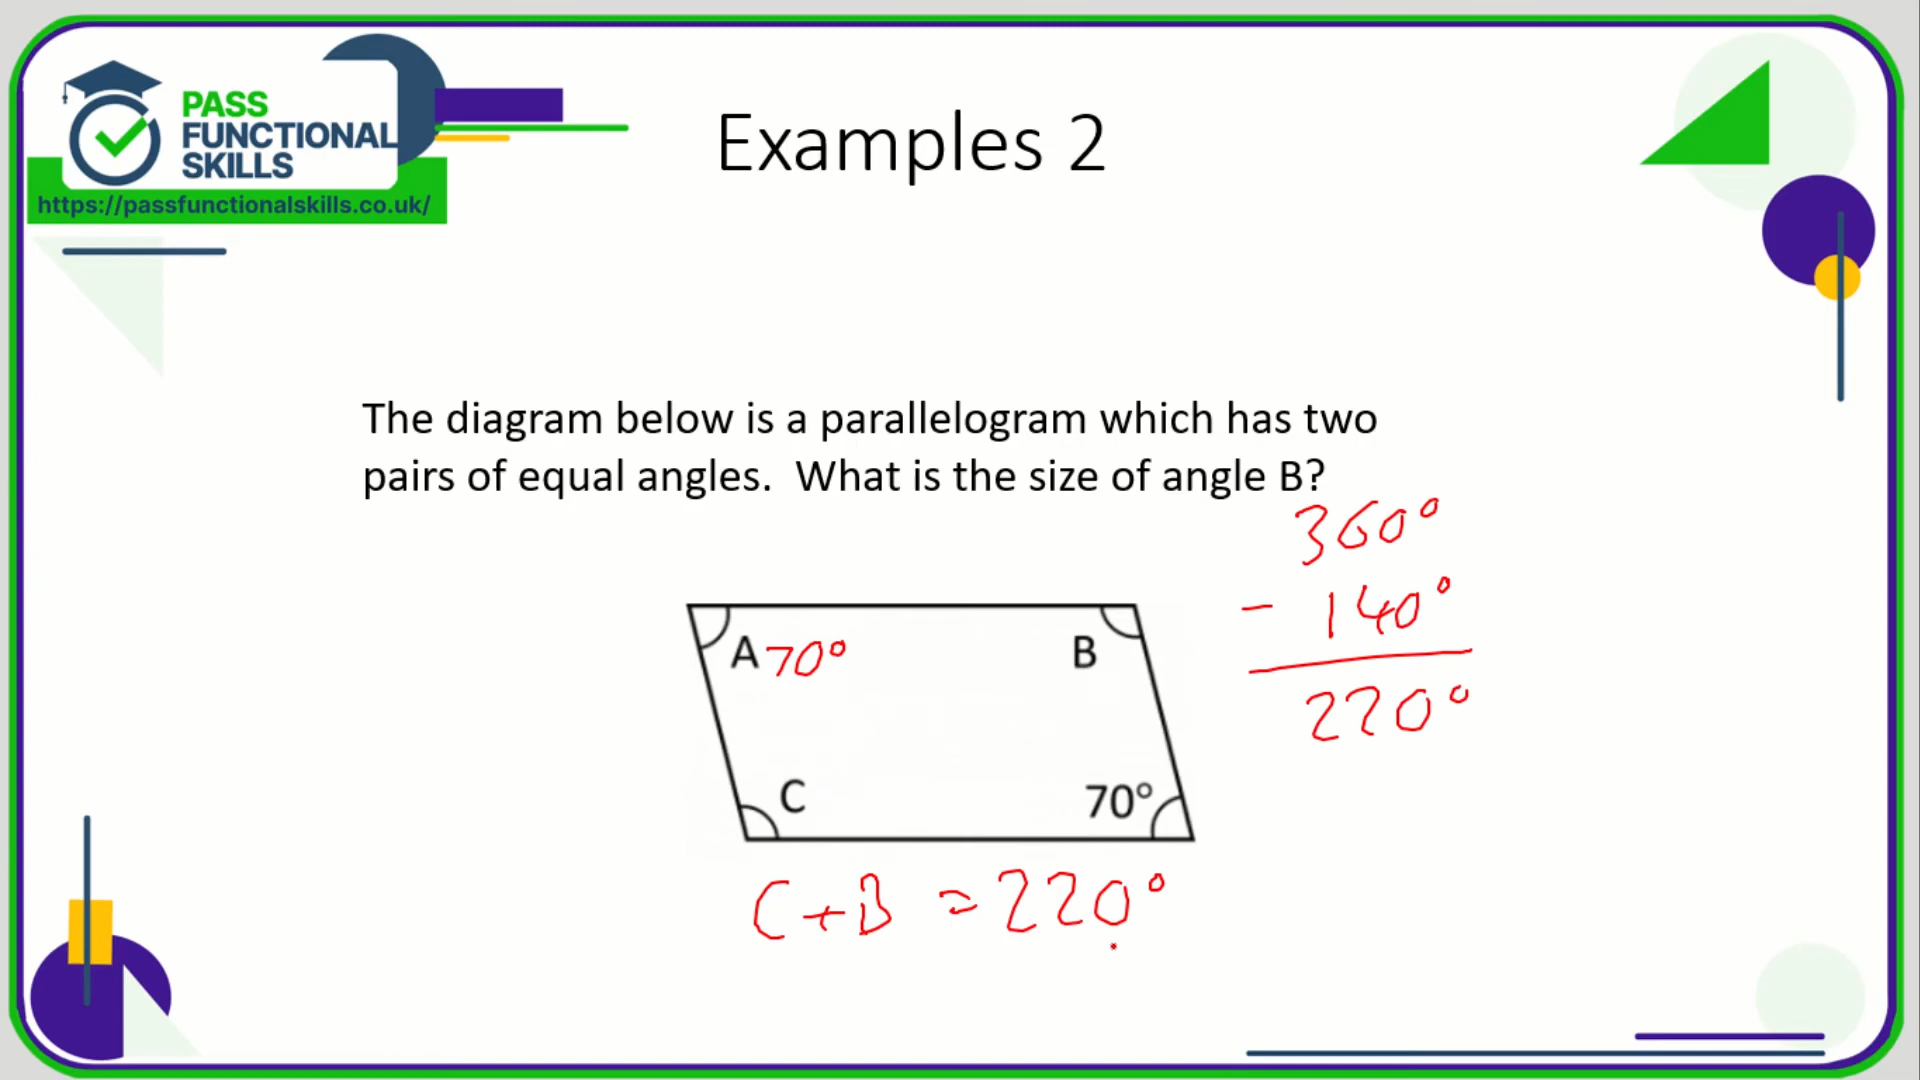 PASS
FUNCTIONAL
SKILLS
https://passfunctionalskills.co.uk/
Examples 2
The diagram below is a parallelogram which has two
pairs of equal angles. What is the size of angle B?
360°
- 140°
220°
A 70°
B
C
70°
C+B = 220°